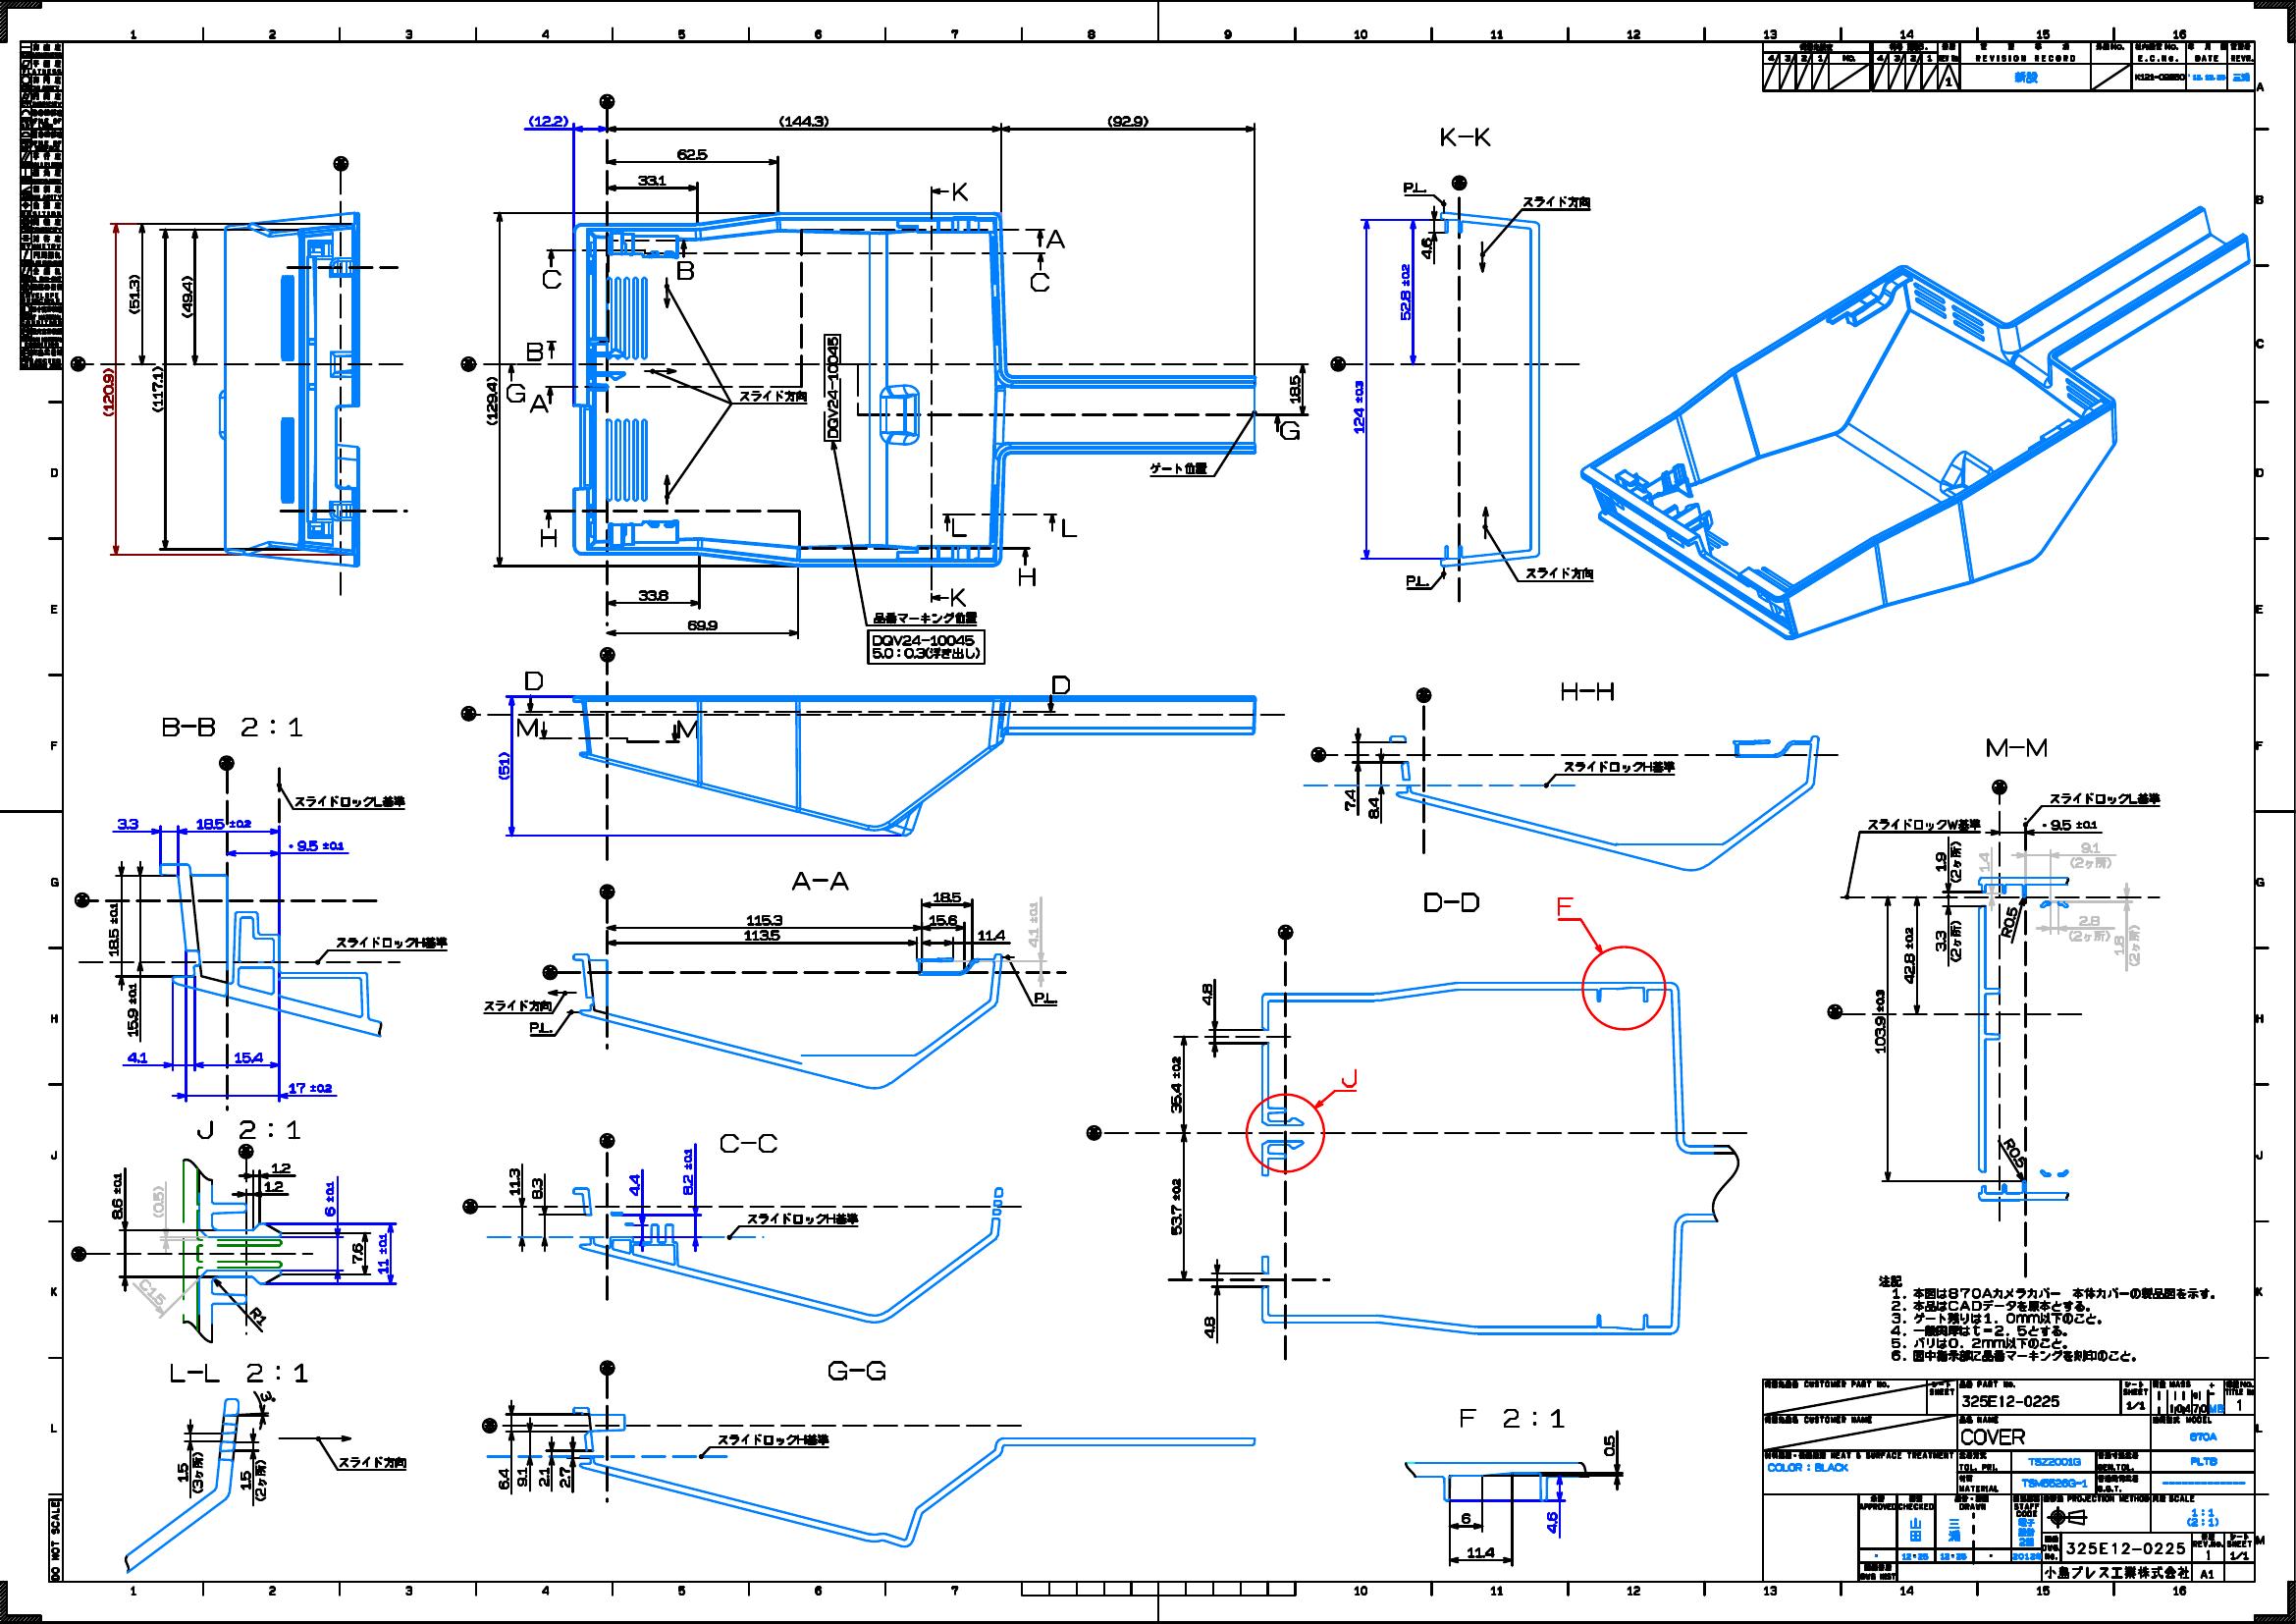 1 2 3 4 5 6 7 8 9 10 11 12 13 14 15 16
REVISION RECORD
E.C.No.
DATE
REVN.
新設
1
三浦
A
B
C
D
E
F
G
H
J
K
L
M
(51.3)
(49.4)
(120.9)
(117.1)
(12.2)
(144.3)
(92.9)
62.5
33.1
K
A
C
B
C
B
G
A
(129.4)
DQV24-10045
スライド方向
18.5
G
ゲート位置
L
L
H
H
K
33.8
69.9
品番マーキング位置
DQV24-10045
5.0：0.3(浮き出し)
K-K
P.L.
スライド方向
4.6
52.8 ±0.2
124 ±0.3
P.L.
スライド方向
D
D
M
M
(51)
B-B 2：1
スライドロックL基準
3.3
18.5 ±0.2
9.5 ±0.1
18.5 ±0.1
15.9 ±0.1
スライドロックH基準
4.1
15.4
17 ±0.2
H-H
スライドロックH基準
7.4
8.4
M-M
スライドロックL基準
スライドロックW基準
9.5 ±0.1
1.9
(2ヶ所)
1.4
9.1
(2ヶ所)
3.3
(2ヶ所)
R0.5
2.8
(2ヶ所)
1.8
(2ヶ所)
42.8 ±0.2
103.9 ±0.3
R0.5
A-A
18.5
115.3
15.6
113.5
11.4
4.1 ±0.1
スライド方向
P.L.
P.L.
D-D
F
4.8
35.4 ±0.2
J
53.7 ±0.2
4.8
J 2：1
1.2
1.2
8.6 ±0.1
(0.5)
6 ±0.1
7.6
11 ±0.1
C1.5
R1
C-C
11.3
8.3
4.4
8.2 ±0.1
スライドロックH基準
L-L 2：1
3°
1.5
(3ヶ所)
1.5
(2ヶ所)
スライド方向
G-G
スライドロックH基準
6.4
9.1
2.1
2.7
F 2：1
0.5
6
4.6
11.4
注記
1．本図は870Aカメラカバー 本体カバーの製品図を示す。
2．本品はCADデータを原本とする。
3．ゲート残りは1．0mm以下のこと。
4．一般肉厚はt＝2．5とする。
5．バリは0．2mm以下のこと。
6．図中指示部に品番マーキングを刻印のこと。
CUSTOMER PART No.
SHEET
PART No.
325E12-0225
SHEET
1/1
MASS
1
CUSTOMER NAME
NAME
COVER
MODEL
870A
HEAT & SURFACE TREATMENT
COLOR：BLACK
TOL. PRI.
TSZ2001G
GEN.TOL.
PLTB
MATERIAL
TSM5526G-1
APPROVED
CHECKED
DRAWN
STAFF CODE
PROJECTION METHOD
SCALE
1：1
(2：1)
山田
三浦
12・25
12・25
325E12-0225
REV.No.
1
SHEET
1/1
小島プレス工業株式会社
A1
DO NOT SCALE